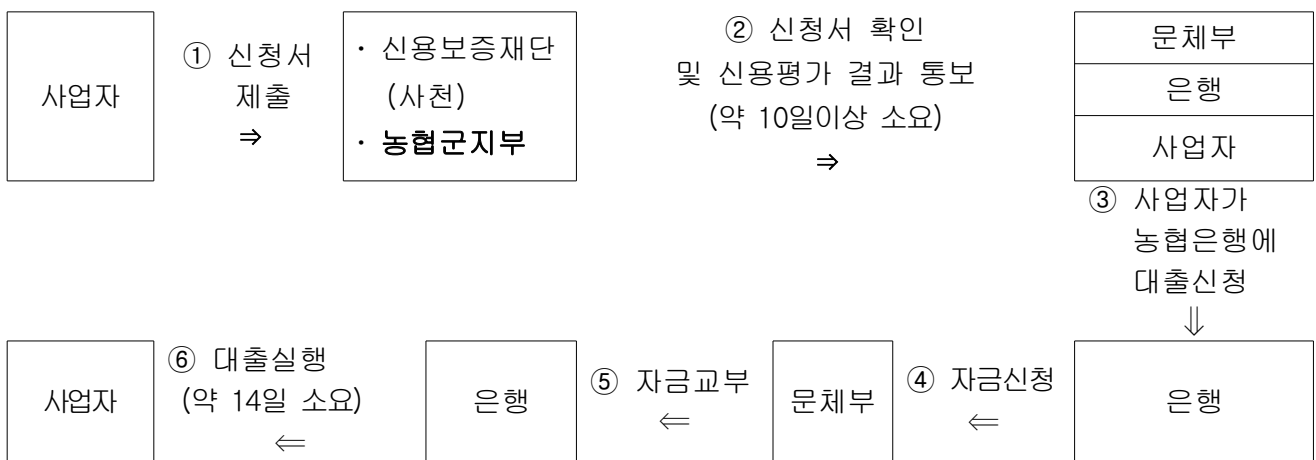 사업자
① 신청서
제출
⇒
· 신용보증재단
(사천)
· 농협군지부
② 신청서 확인
및 신용평가 결과 통보
(약 10일이상 소요)
⇒
문체부
은행
사업자
③ 사업자가
농협은행에
대출신청
⇓
사업자
⑥ 대출실행
(약 14일 소요)
⇐
은행
⑤ 자금교부
⇐
문체부
④ 자금신청
⇐
은행